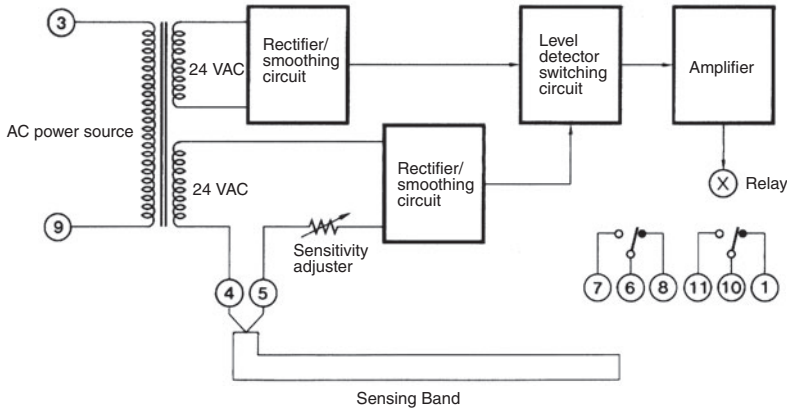 3
AC power source
9
24 VAC
Rectifier/
smoothing
circuit
Level
detector
switching
circuit
Amplifier
X
Relay
24 VAC
Rectifier/
smoothing
circuit
Sensitivity
adjuster
4
5
7
6
8
11
10
1
Sensing Band